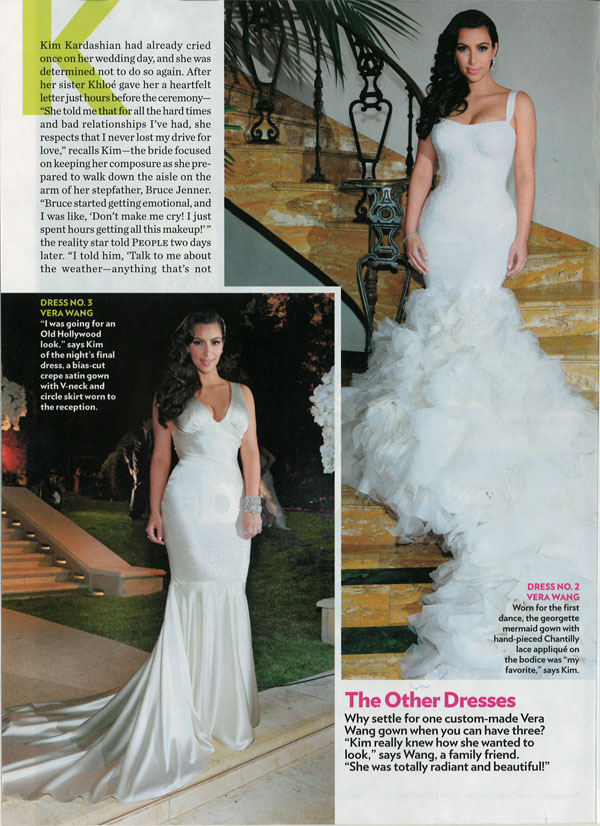 K
Kim Kardashian had already cried
once on her wedding day, and she was
determined not to do so again. After
her sister Khloé gave her a heartfelt
letter just hours before the ceremony—
“She told me that for all the hard times
and bad relationships I’ve had, she
respects that I never lost my drive for
love,” recalls Kim—the bride focused
on keeping her composure as she pre-
pared to walk down the aisle on the
arm of her stepfather, Bruce Jenner.
“Bruce started getting emotional, and
I was like, ‘Don’t make me cry! I just
spent hours getting all this makeup!’”
the reality star told PEOPLE two days
later. “I told him, ‘Talk to me about
the weather—anything that’s not
DRESS NO. 3
VERA WANG
“I was going for an
Old Hollywood
look,” says Kim
of the night’s final
dress, a bias-cut
crepe satin gown
with V-neck and
circle skirt worn to
the reception.
DRESS NO. 2
VERA WANG
Worn for the first
dance, the georgette
mermaid gown with
hand-pieced Chantilly
lace appliqué on
the bodice was “my
favorite,” says Kim.
The Other Dresses
Why settle for one custom-made Vera
Wang gown when you can have three?
“Kim really knew how she wanted to
look,” says Wang, a family friend.
“She was totally radiant and beautiful!”